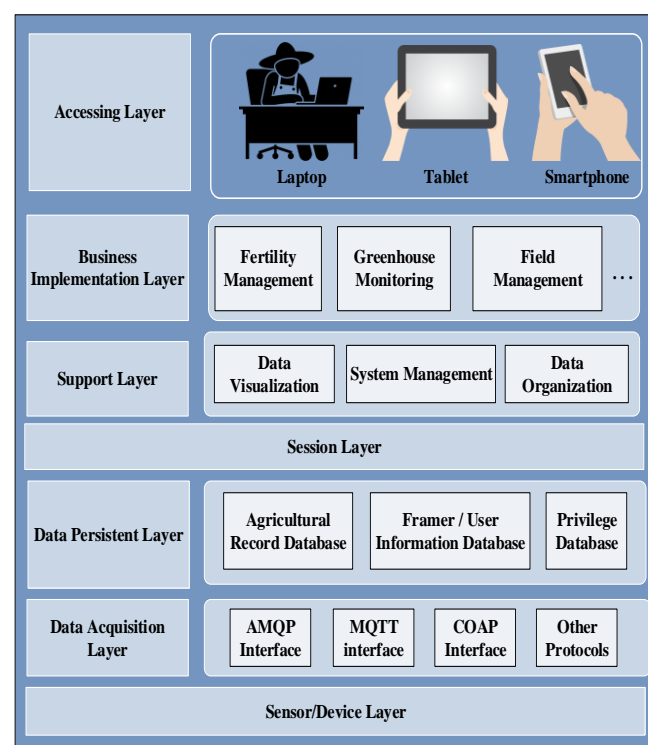 Accessing Layer
Laptop
Tablet
Smartphone
Business
Implementation Layer
Fertility
Management
Greenhouse
Monitoring
Field
Management
...
Support Layer
Data
Visualization
System Management
Data
Organization
Session Layer
Data Persistent Layer
Agricultural
Record Database
Framer / User
Information Database
Privilege
Database
Data Acquisition
Layer
AMQP
Interface
MQTT
interface
COAP
Interface
Other
Protocols
Sensor/Device Layer